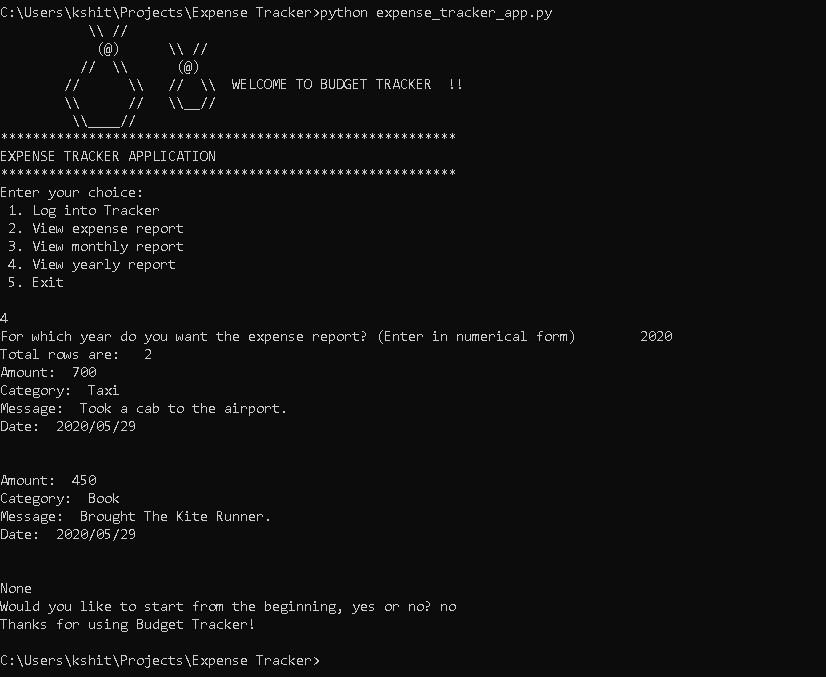 C:\Users\kshit\Projects\Expense Tracker>python expense_tracker_app.py
           \\ //
            (@)      \\ //
          //  \\      (@)
        //      \\   //  \\  WELCOME TO BUDGET TRACKER  !!
        \\      //   \\__//
         \\____//
*********************************************************
EXPENSE TRACKER APPLICATION
*********************************************************
Enter your choice:
 1. Log into Tracker
 2. View expense report
 3. View monthly report
 4. View yearly report
 5. Exit
4
For which year do you want the expense report? (Enter in numerical form)        2020
Total rows are:   2
Amount:  700
Category:  Taxi
Message:  Took a cab to the airport.
Date:  2020/05/29
Amount:  450
Category:  Book
Message:  Brought The Kite Runner.
Date:  2020/05/29
None
Would you like to start from the beginning, yes or no? no
Thanks for using Budget Tracker!
C:\Users\kshit\Projects\Expense Tracker>